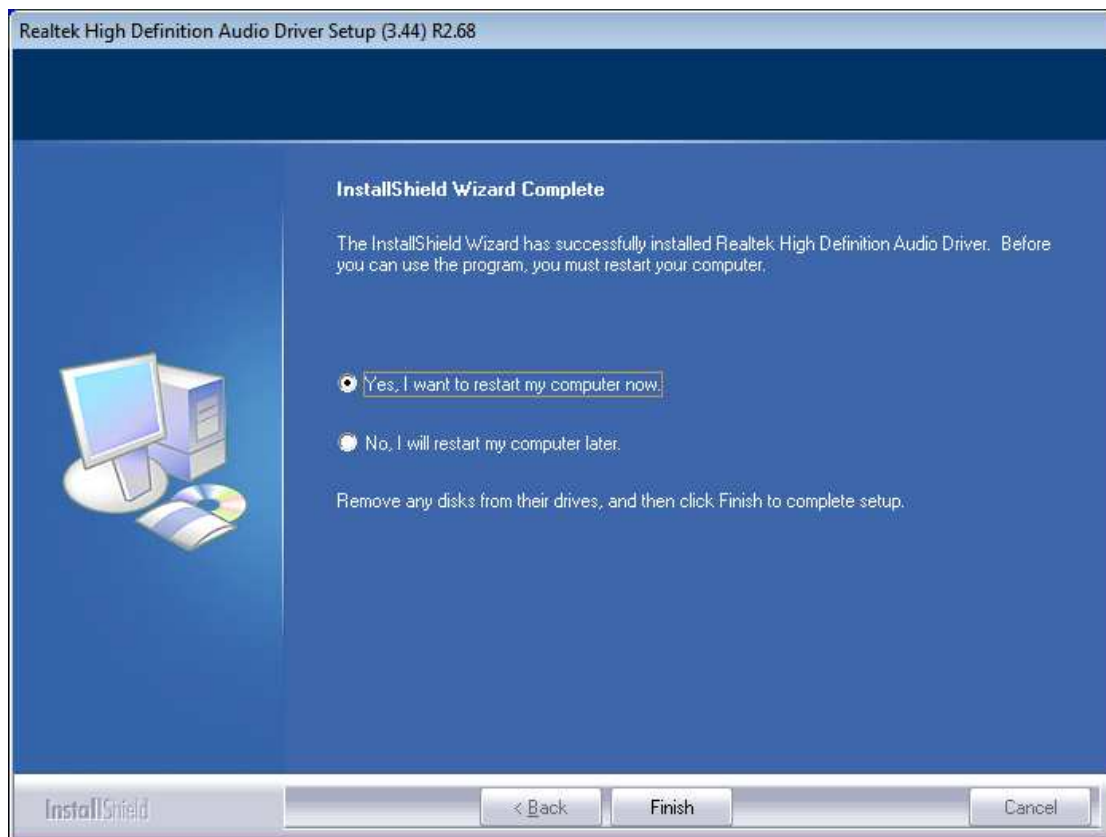 Realtek High Definition Audio Driver Setup (3.44) R2.68
InstallShield Wizard Complete
The InstallShield Wizard has successfully installed Realtek High Definition Audio Driver. Before
you can use the program, you must restart your computer.
Yes, I want to restart my computer now.
No, I will restart my computer later.
Remove any disks from their drives, and then click Finish to complete setup.
InstallShield
< Back
Finish
Cancel